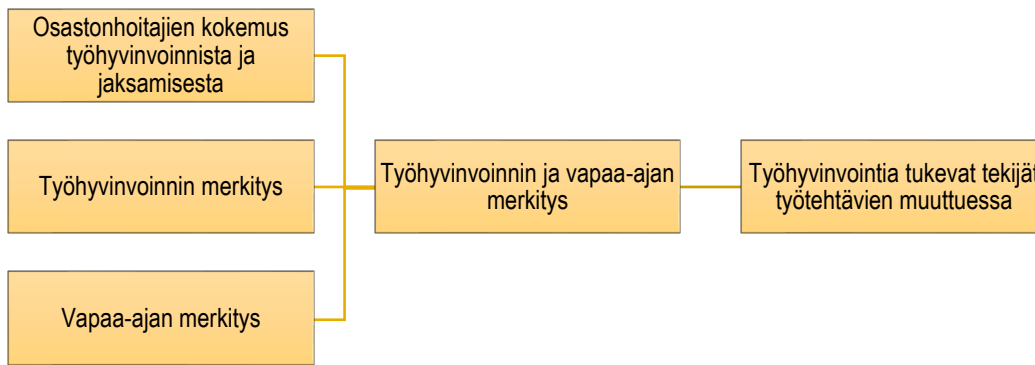 Osastonhoitajien kokemus
työhyvinvoinnista ja
jaksamisesta
Työhyvinvoinnin merkitys
Vapaa-ajan merkitys
Työhyvinvoinnin ja vapaa-ajan
merkitys
Työhyvinvointia tukevat tekijät
työtehtävien muuttuessa